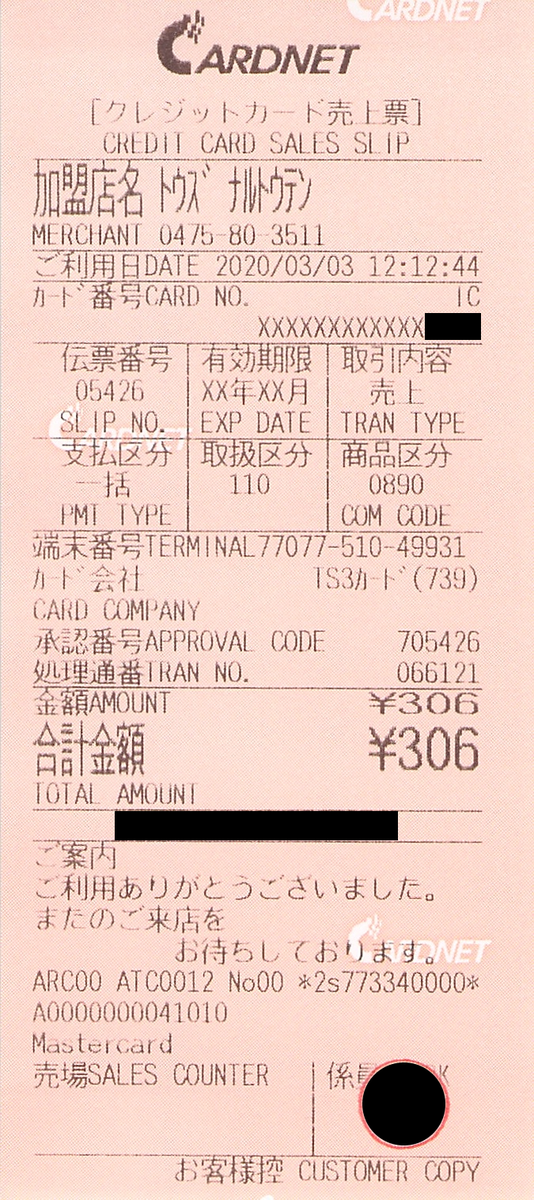 CARDNET
CARDNET
[クレジットカード売上票]
CREDIT CARD SALES SLIP
加盟店名 ﾄｳｽﾞ ﾅﾙﾄｳﾃﾝ
MERCHANT 0475-80-3511
ご利用日DATE 2020/03/03 12:12:44
ｶｰﾄﾞ番号CARD NO. IC
XXXXXXXXXXXX
伝票番号 有効期限 取引内容
05426 XX年XX月 売上
SLIP NO. EXP DATE TRAN TYPE
CARDNET
支払区分 取扱区分 商品区分
一括 110 0890
PMT TYPE COM CODE
端末番号TERMINAL77077-510-49931
ｶｰﾄﾞ会社 TS3ｶｰﾄﾞ(739)
CARD COMPANY
承認番号APPROVAL CODE 705426
処理通番TRAN NO. 066121
金額AMOUNT ¥306
合計金額 ¥306
TOTAL AMOUNT
ご案内
ご利用ありがとうございました。
またのご来店を
お待ちしております。
CARDNET
ARC00 ATC0012 No00 *2s773340000*
A0000000041010
Mastercard
売場SALES COUNTER 係
お客様控 CUSTOMER COPY